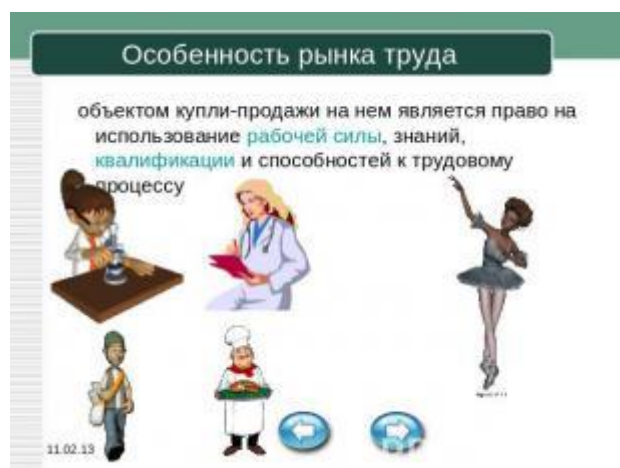 Особенность рынка труда
объектом купли-продажи на нем является право на
использование рабочей силы, знаний,
квалификации и способностей к трудовому
процессу
11.02.13